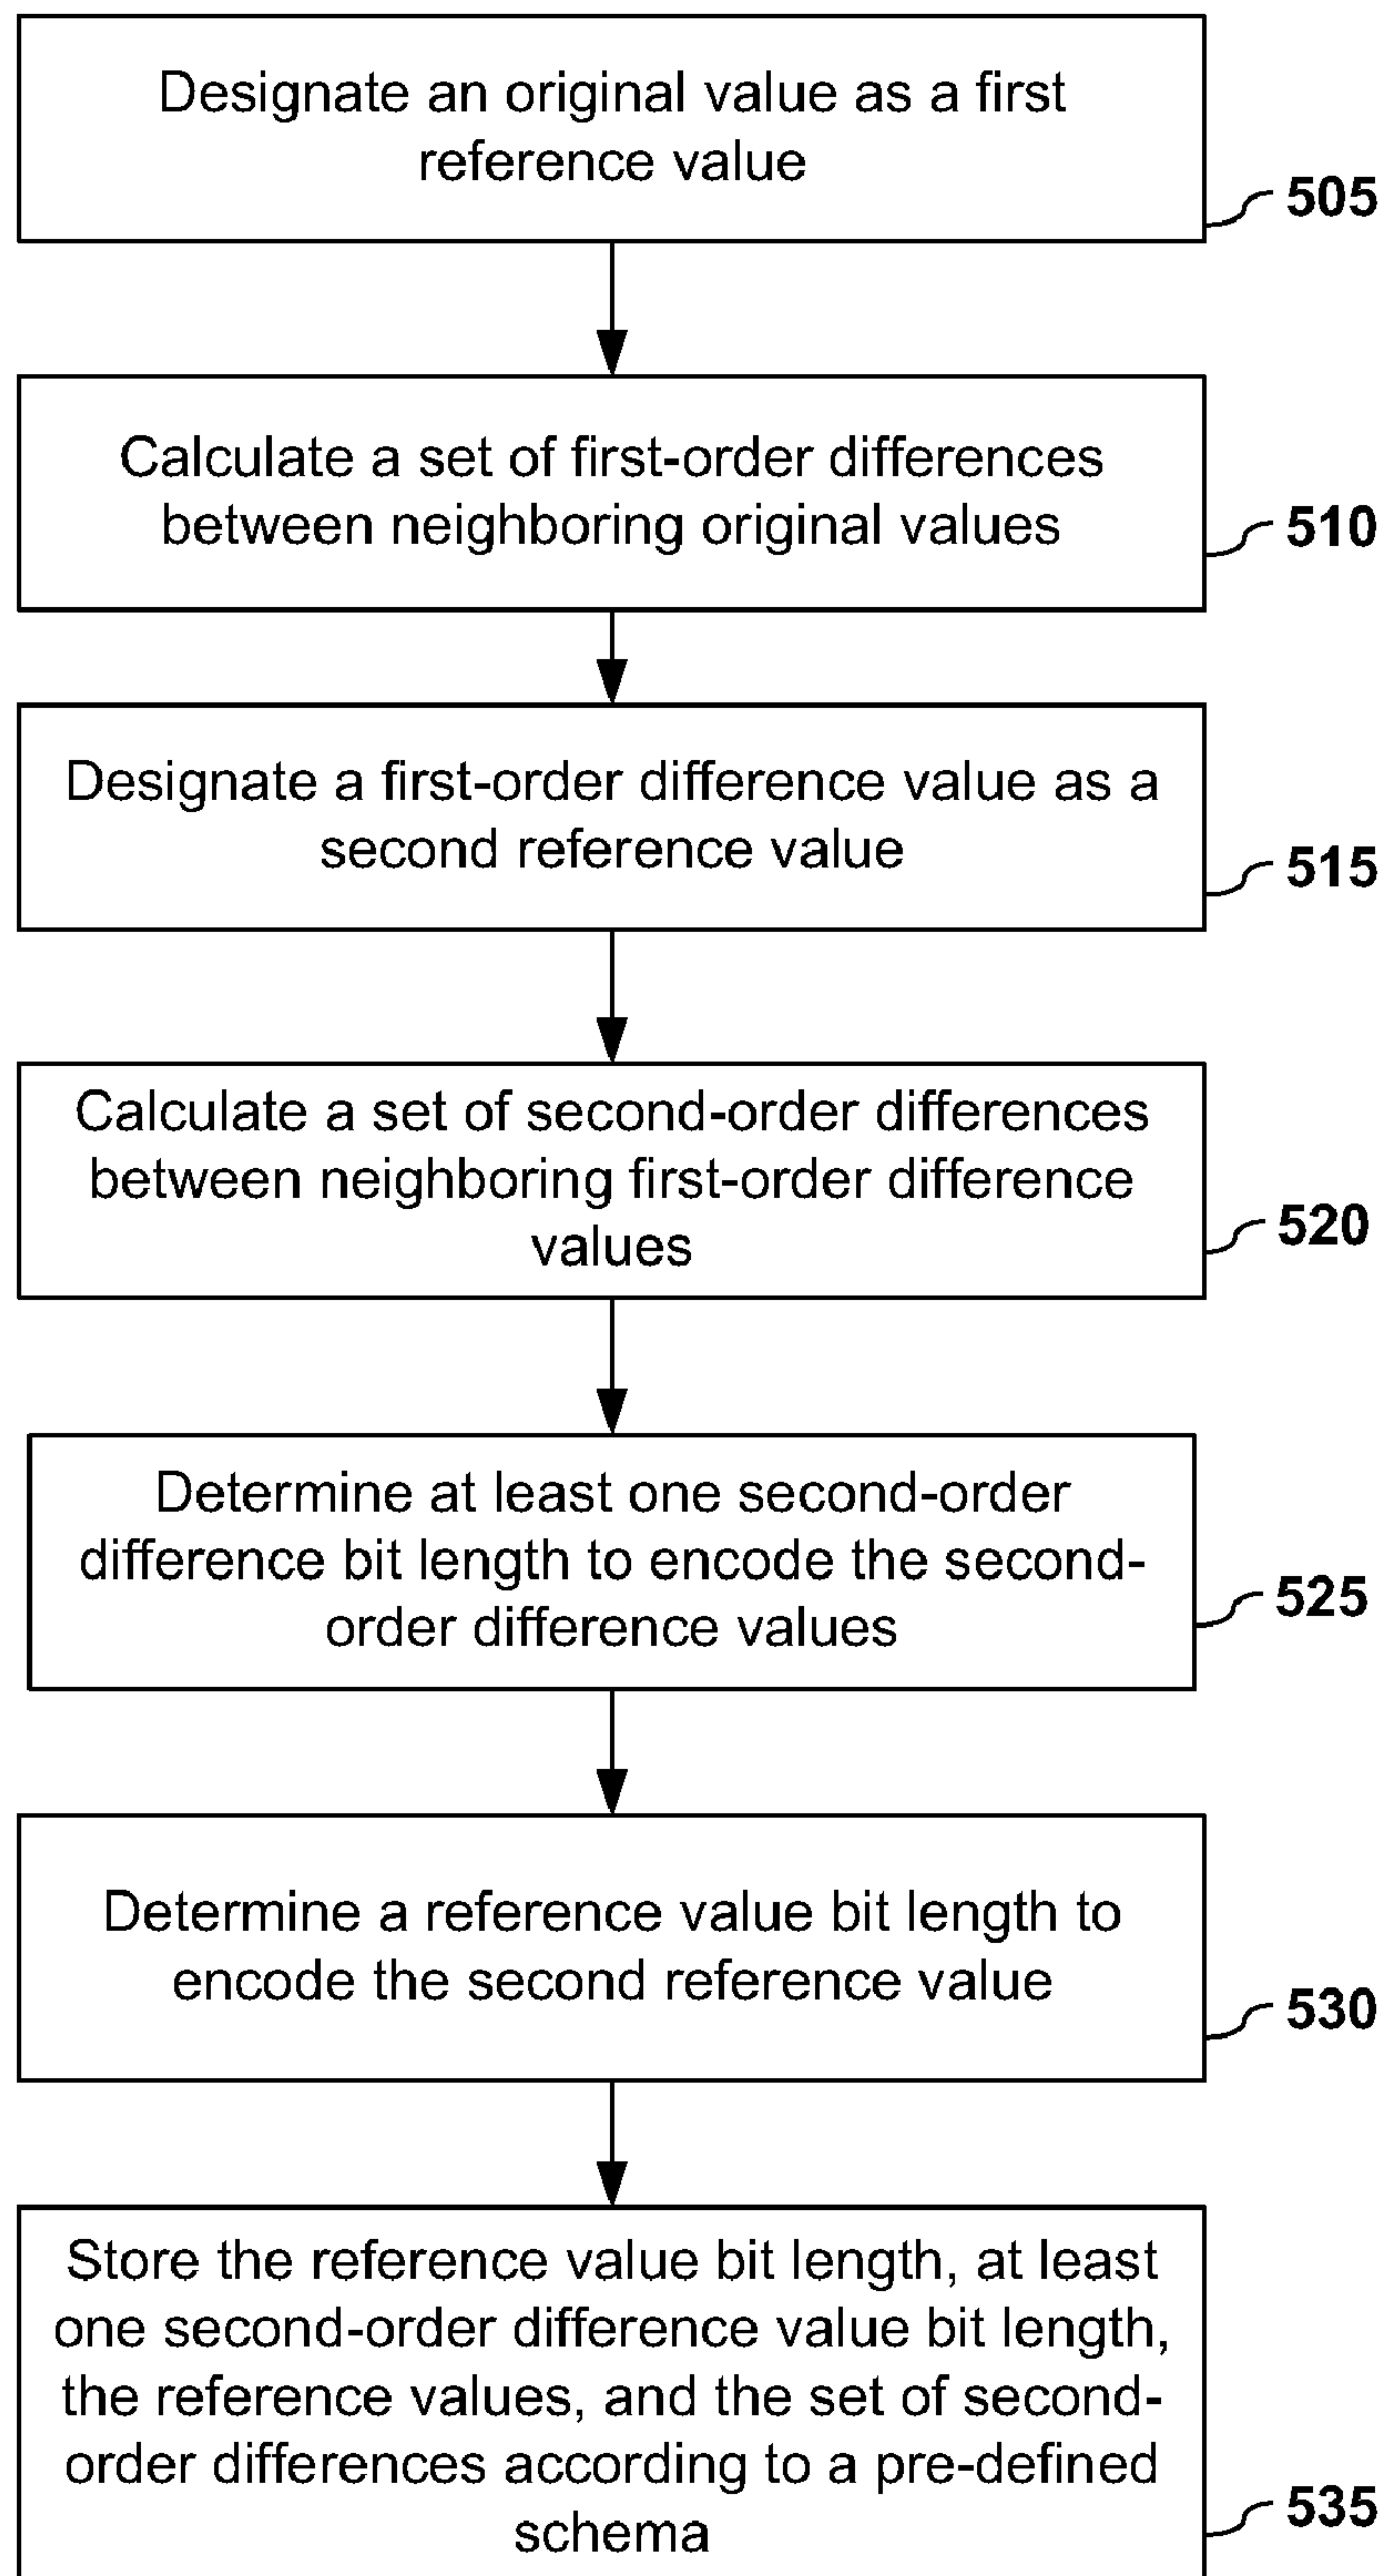 Designate an original value as a first
reference value
505
Calculate a set of first-order differences
between neighboring original values
510
Designate a first-order difference value as a
second reference value
515
Calculate a set of second-order differences
between neighboring first-order difference
values
520
Determine at least one second-order
difference bit length to encode the second-
order difference values
525
Determine a reference value bit length to
encode the second reference value
530
Store the reference value bit length, at least
one second-order difference value bit length,
the reference values, and the set of second-
order differences according to a pre-defined
schema
535